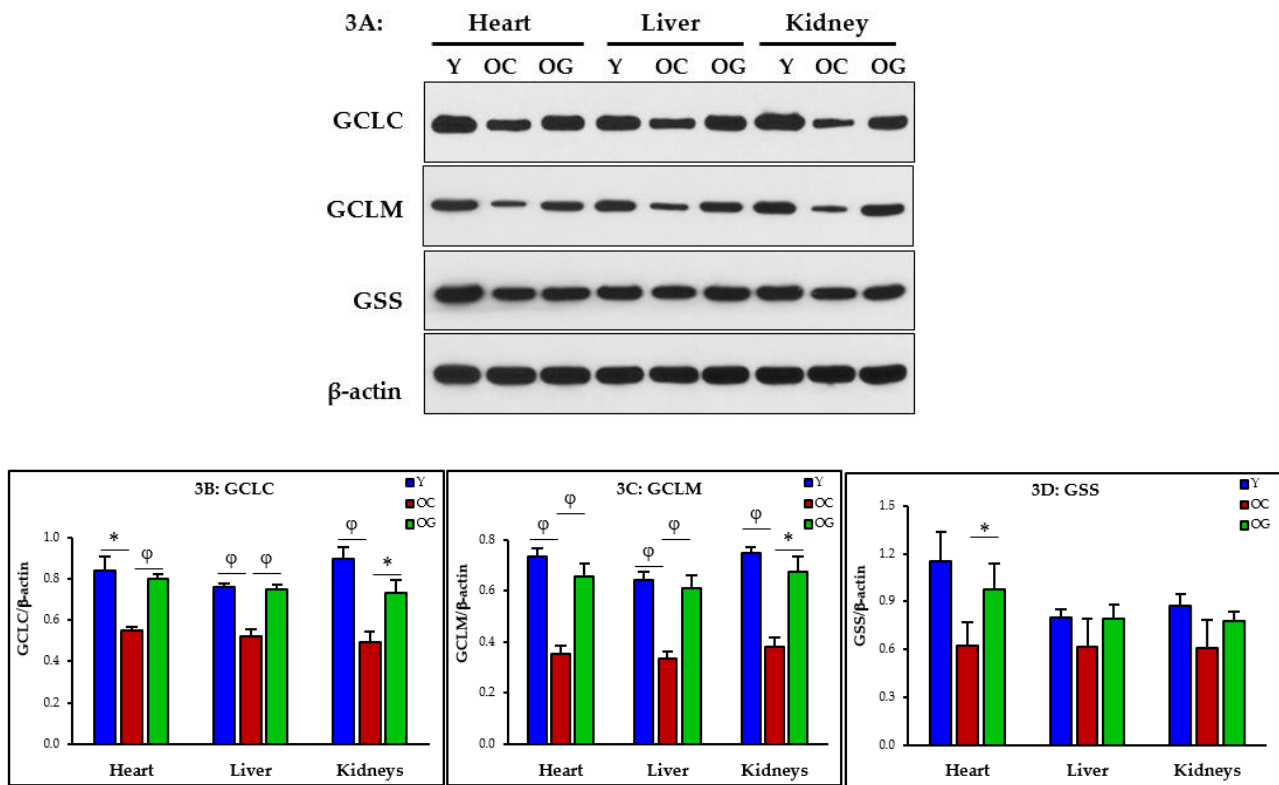 3A: Heart Liver Kidney
Y OC OG Y OC OG Y OC OG
GCLC
GCLM
GSS
β-actin
3B: GCLC
Y
OC
OG
GCLC/β-actin
1.0
0.8
0.6
0.4
0.2
0.0
* φ φ φ φ *
Heart Liver Kidneys
3C: GCLM
Y
OC
OG
GCLM/β-actin
0.8
0.6
0.4
0.2
0.0
φ φ φ φ φ *
Heart Liver Kidneys
3D: GSS
Y
OC
OG
GSS/β-actin
1.5
1.2
0.9
0.6
0.3
0.0
*
Heart Liver Kidneys